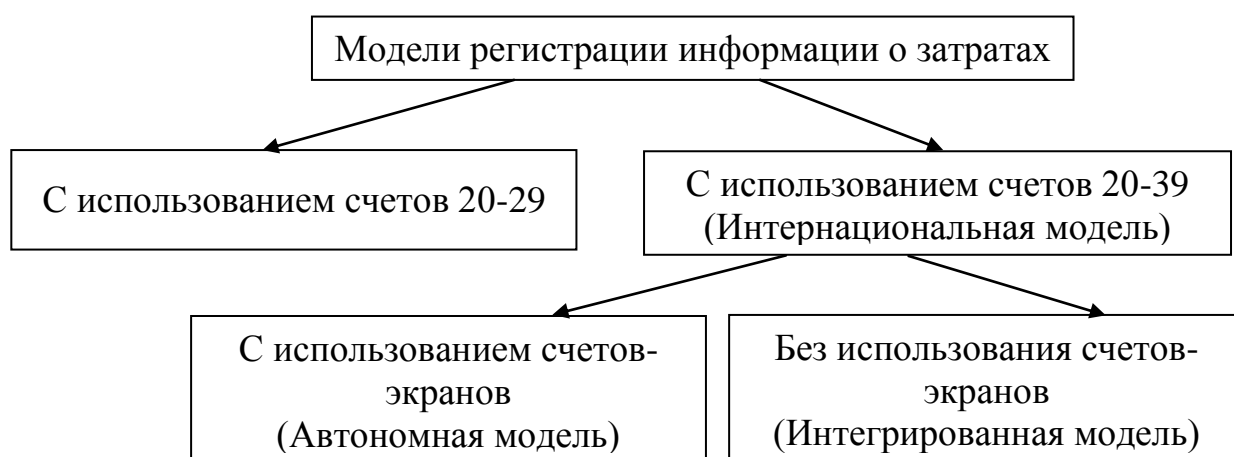 Модели регистрации информации о затратах
С использованием счетов 20-29
С использованием счетов 20-39
(Интернациональная модель)
С использованием счетов-
экранов
(Автономная модель)
Без использования счетов-
экранов
(Интегрированная модель)